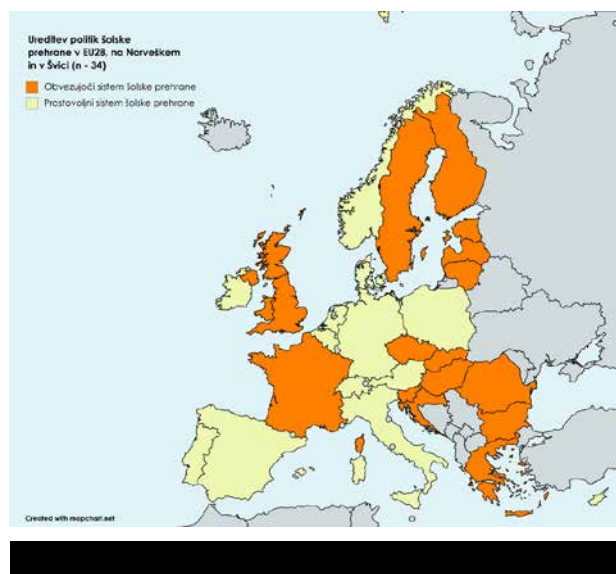 Ureditev politik šolske
prehrane v EU28, na Norveškem
in v Švici (n - 34)
Obvezujoči sistem šolske prehrane
Prostovoljni sistem šolske prehrane
Created with mapchart.net